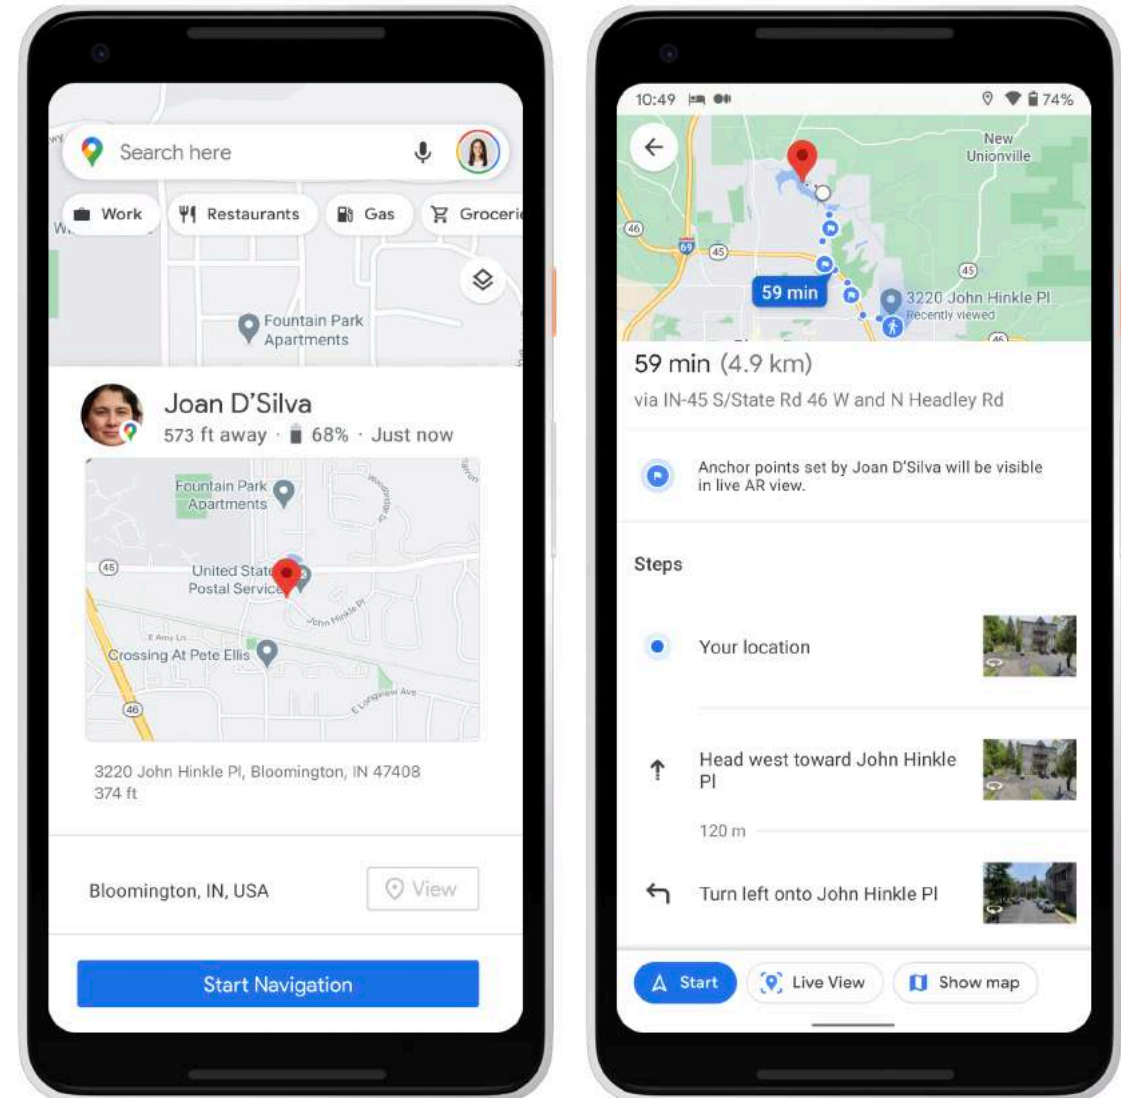 Search here
Work
Restaurants
Gas
Groceri
Fountain Park
Apartments
Joan D'Silva
573 ft away · 68% · Just now
Fountain Park
Apartments
45
United State
Postal Service
John Hinkle Pl
E Amy Ln
Crossing At Pete Ellis
46
E Longview Ave
3220 John Hinkle Pl, Bloomington, IN 47408
374 ft
Bloomington, IN, USA
View
Start Navigation
10:49
74%
New
Unionville
46
69
45
45
59 min
3220 John Hinkle Pl
Recently viewed
46
59 min (4.9 km)
via IN-45 S/State Rd 46 W and N Headley Rd
Anchor points set by Joan D'Silva will be visible
in live AR view.
Steps
Your location
Head west toward John Hinkle
Pl
120 m
Turn left onto John Hinkle Pl
Start
Live View
Show map